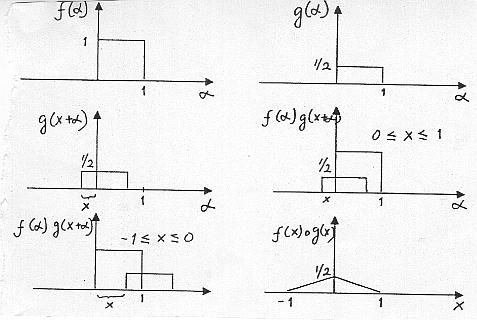 f(α)
1
1
α
g(α)
1/2
1
α
g(x+α)
1/2
x
1
α
f(α) g(x+α)
0 ≤ x ≤ 1
1/2
x
1
α
f(α) g(x+α)
-1 ≤ x ≤ 0
x
1
f(x)∘g(x)
1/2
-1
1
x